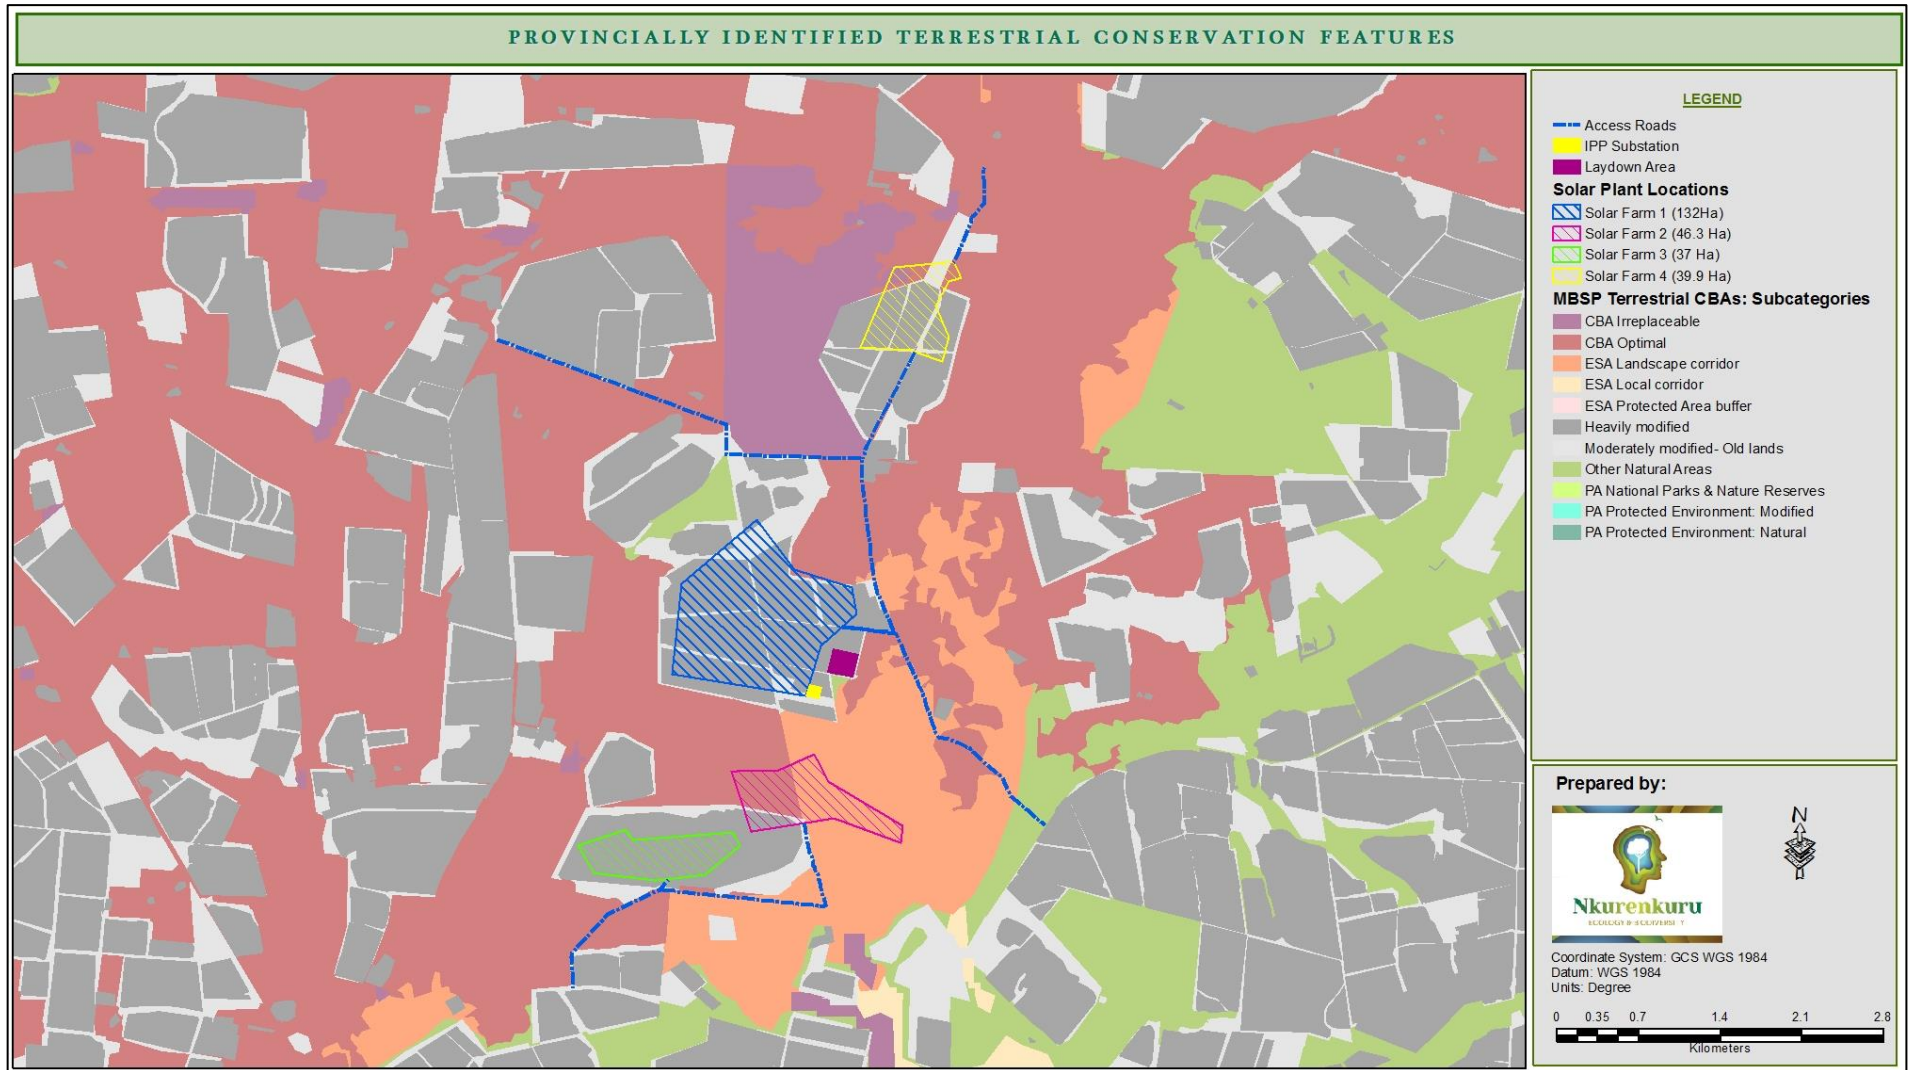 PROVINCIALLY IDENTIFIED TERRESTRIAL CONSERVATION FEATURES
LEGEND
Access Roads
IPP Substation
Laydown Area
Solar Plant Locations
Solar Farm 1 (132Ha)
Solar Farm 2 (46.3 Ha)
Solar Farm 3 (37 Ha)
Solar Farm 4 (39.9 Ha)
MBSP Terrestrial CBAs: Subcategories
CBA Irreplaceable
CBA Optimal
ESA Landscape corridor
ESA Local corridor
ESA Protected Area buffer
Heavily modified
Moderately modified- Old lands
Other Natural Areas
PA National Parks & Nature Reserves
PA Protected Environment: Modified
PA Protected Environment: Natural
Prepared by:
N
Nkurenkuru
ECOLOGY & BIODIVERSITY
Coordinate System: GCS WGS 1984
Datum: WGS 1984
Units: Degree
0 0.35 0.7 1.4 2.1 2.8
Kilometers